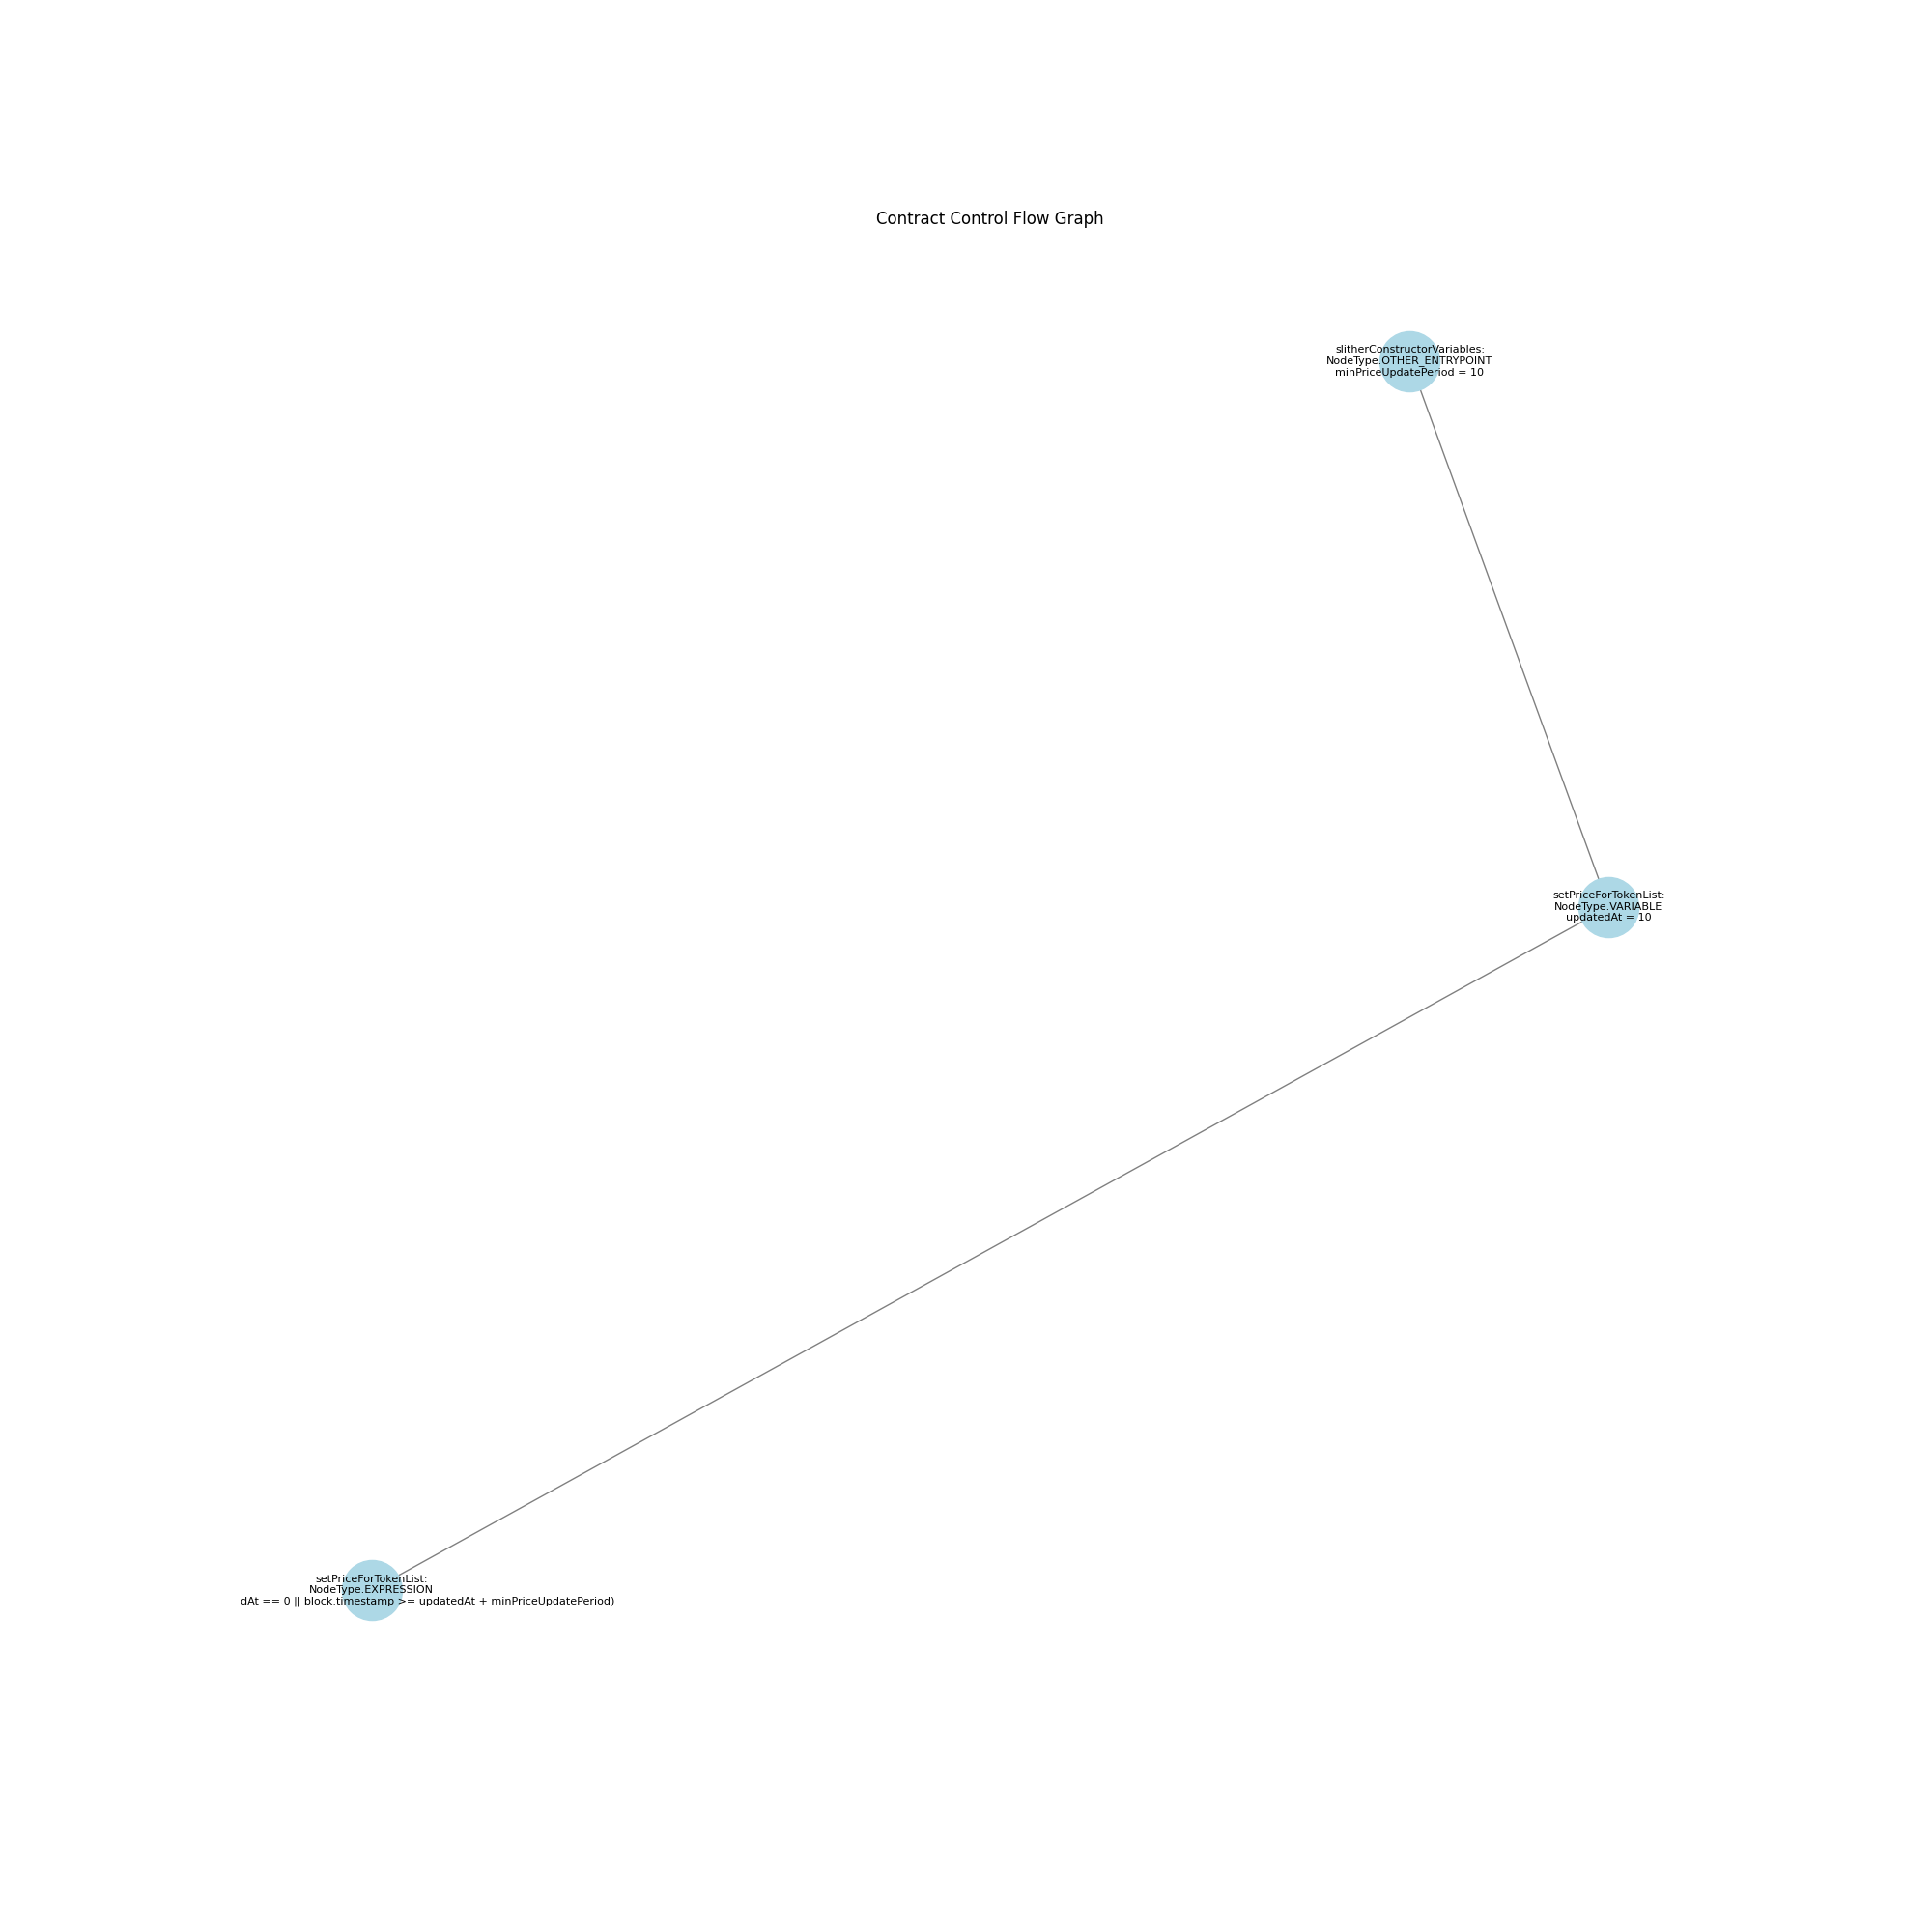 Contract Control Flow Graph
slitherConstructorVariables:
NodeType.OTHER_ENTRYPOINT
minPriceUpdatePeriod = 10
setPriceForTokenList:
NodeType.VARIABLE
updatedAt = 10
setPriceForTokenList:
NodeType.EXPRESSION
dAt == 0 || block.timestamp >= updatedAt + minPriceUpdatePeriod)